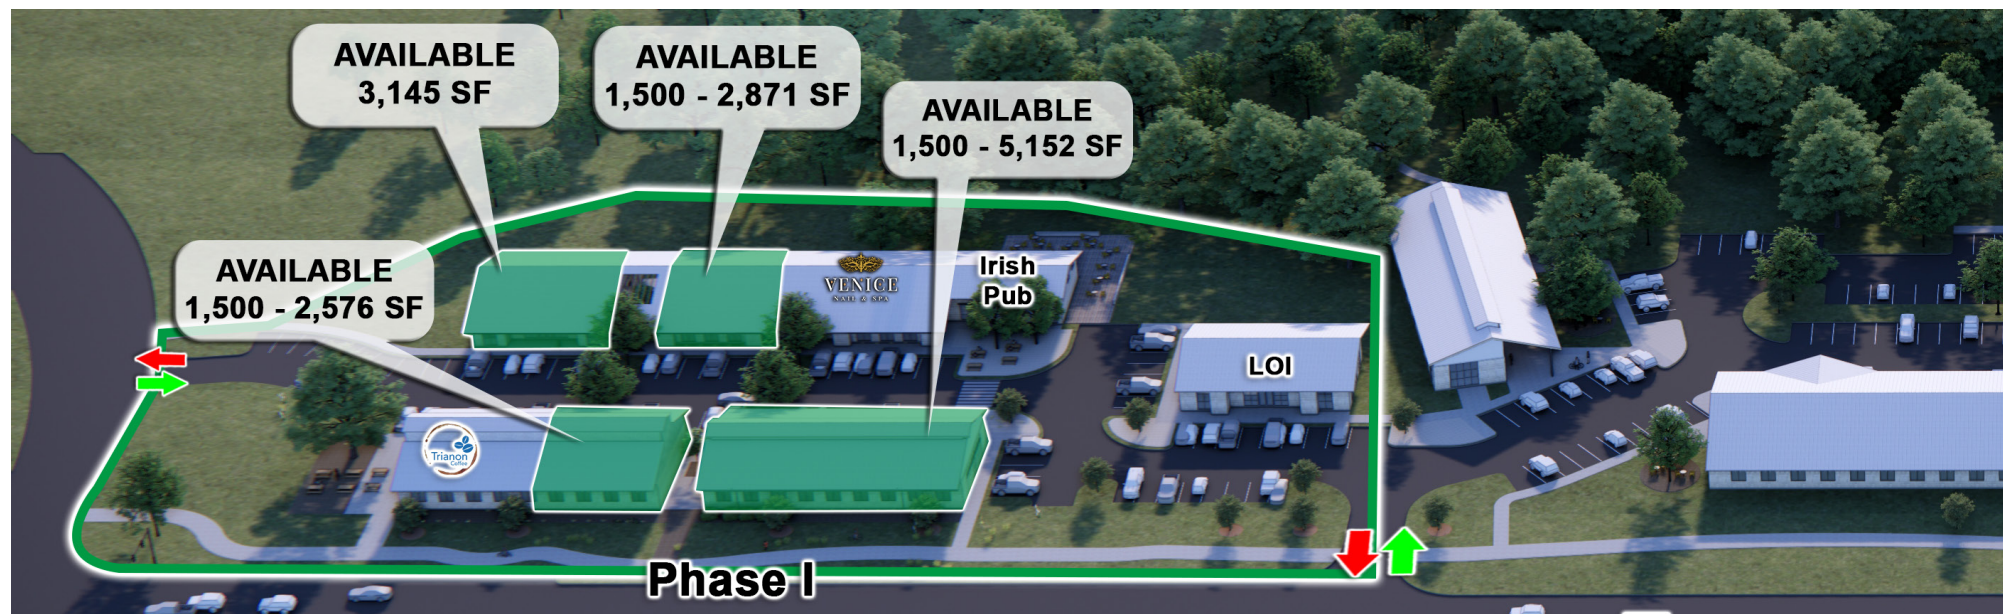 AVAILABLE
3,145 SF
AVAILABLE
1,500 - 2,871 SF
AVAILABLE
1,500 - 5,152 SF
AVAILABLE
1,500 - 2,576 SF
VENICE
NAIL & SPA
Irish
Pub
LOI
Trianon
Coffee
Phase I